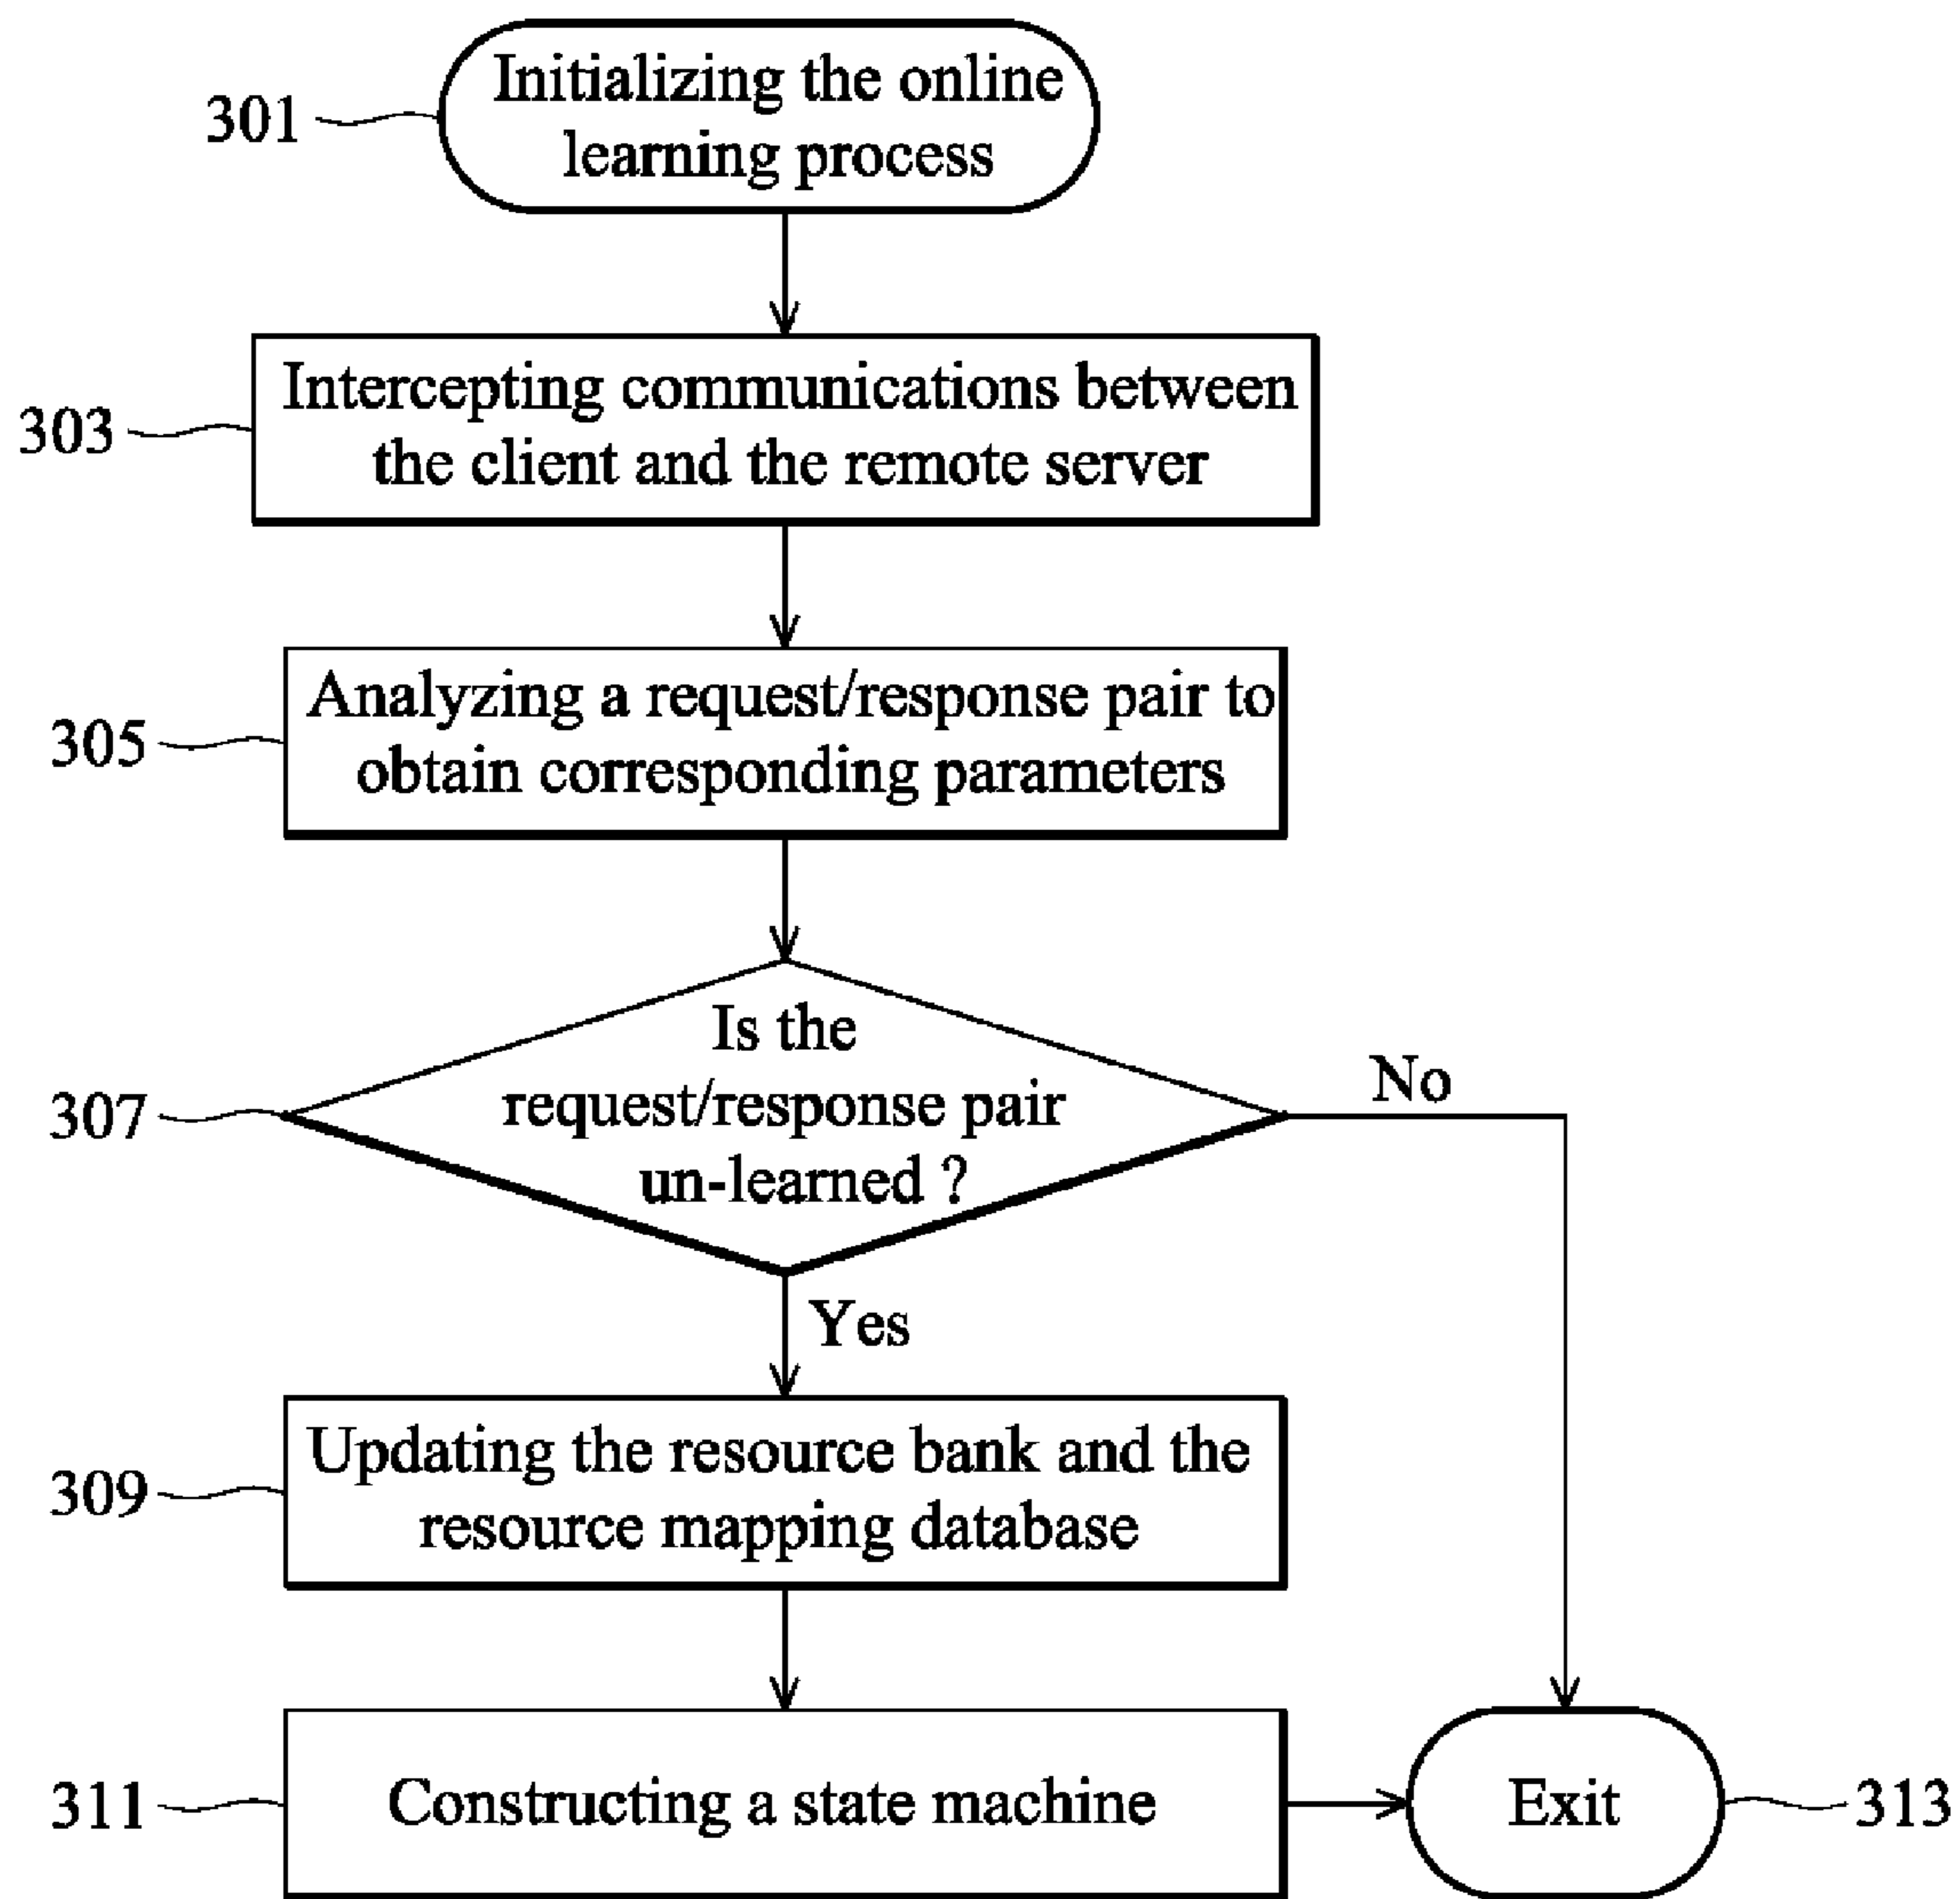 301
Initializing the online
learning process
303
Intercepting communications between
the client and the remote server
305
Analyzing a request/response pair to
obtain corresponding parameters
307
Is the
request/response pair
un-learned ?
No
Yes
309
Updating the resource bank and the
resource mapping database
311
Constructing a state machine
Exit
313